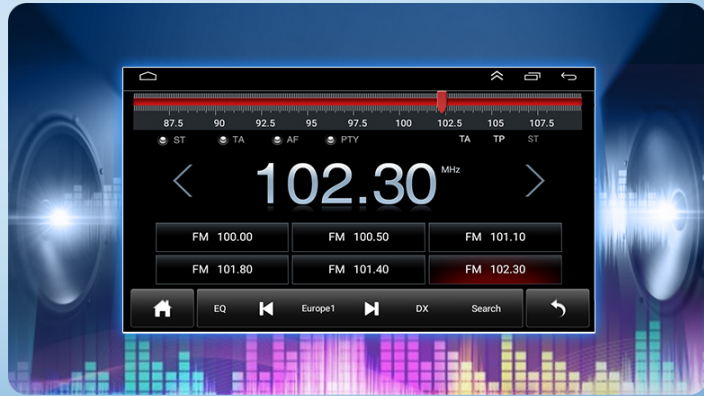 87.5 90 92.5 95 97.5 100 102.5 105 107.5
ST TA AF PTY TA TP ST
102.30 MHz
FM 100.00 FM 100.50 FM 101.10
FM 101.80 FM 101.40 FM 102.30
EQ Europe1 DX Search